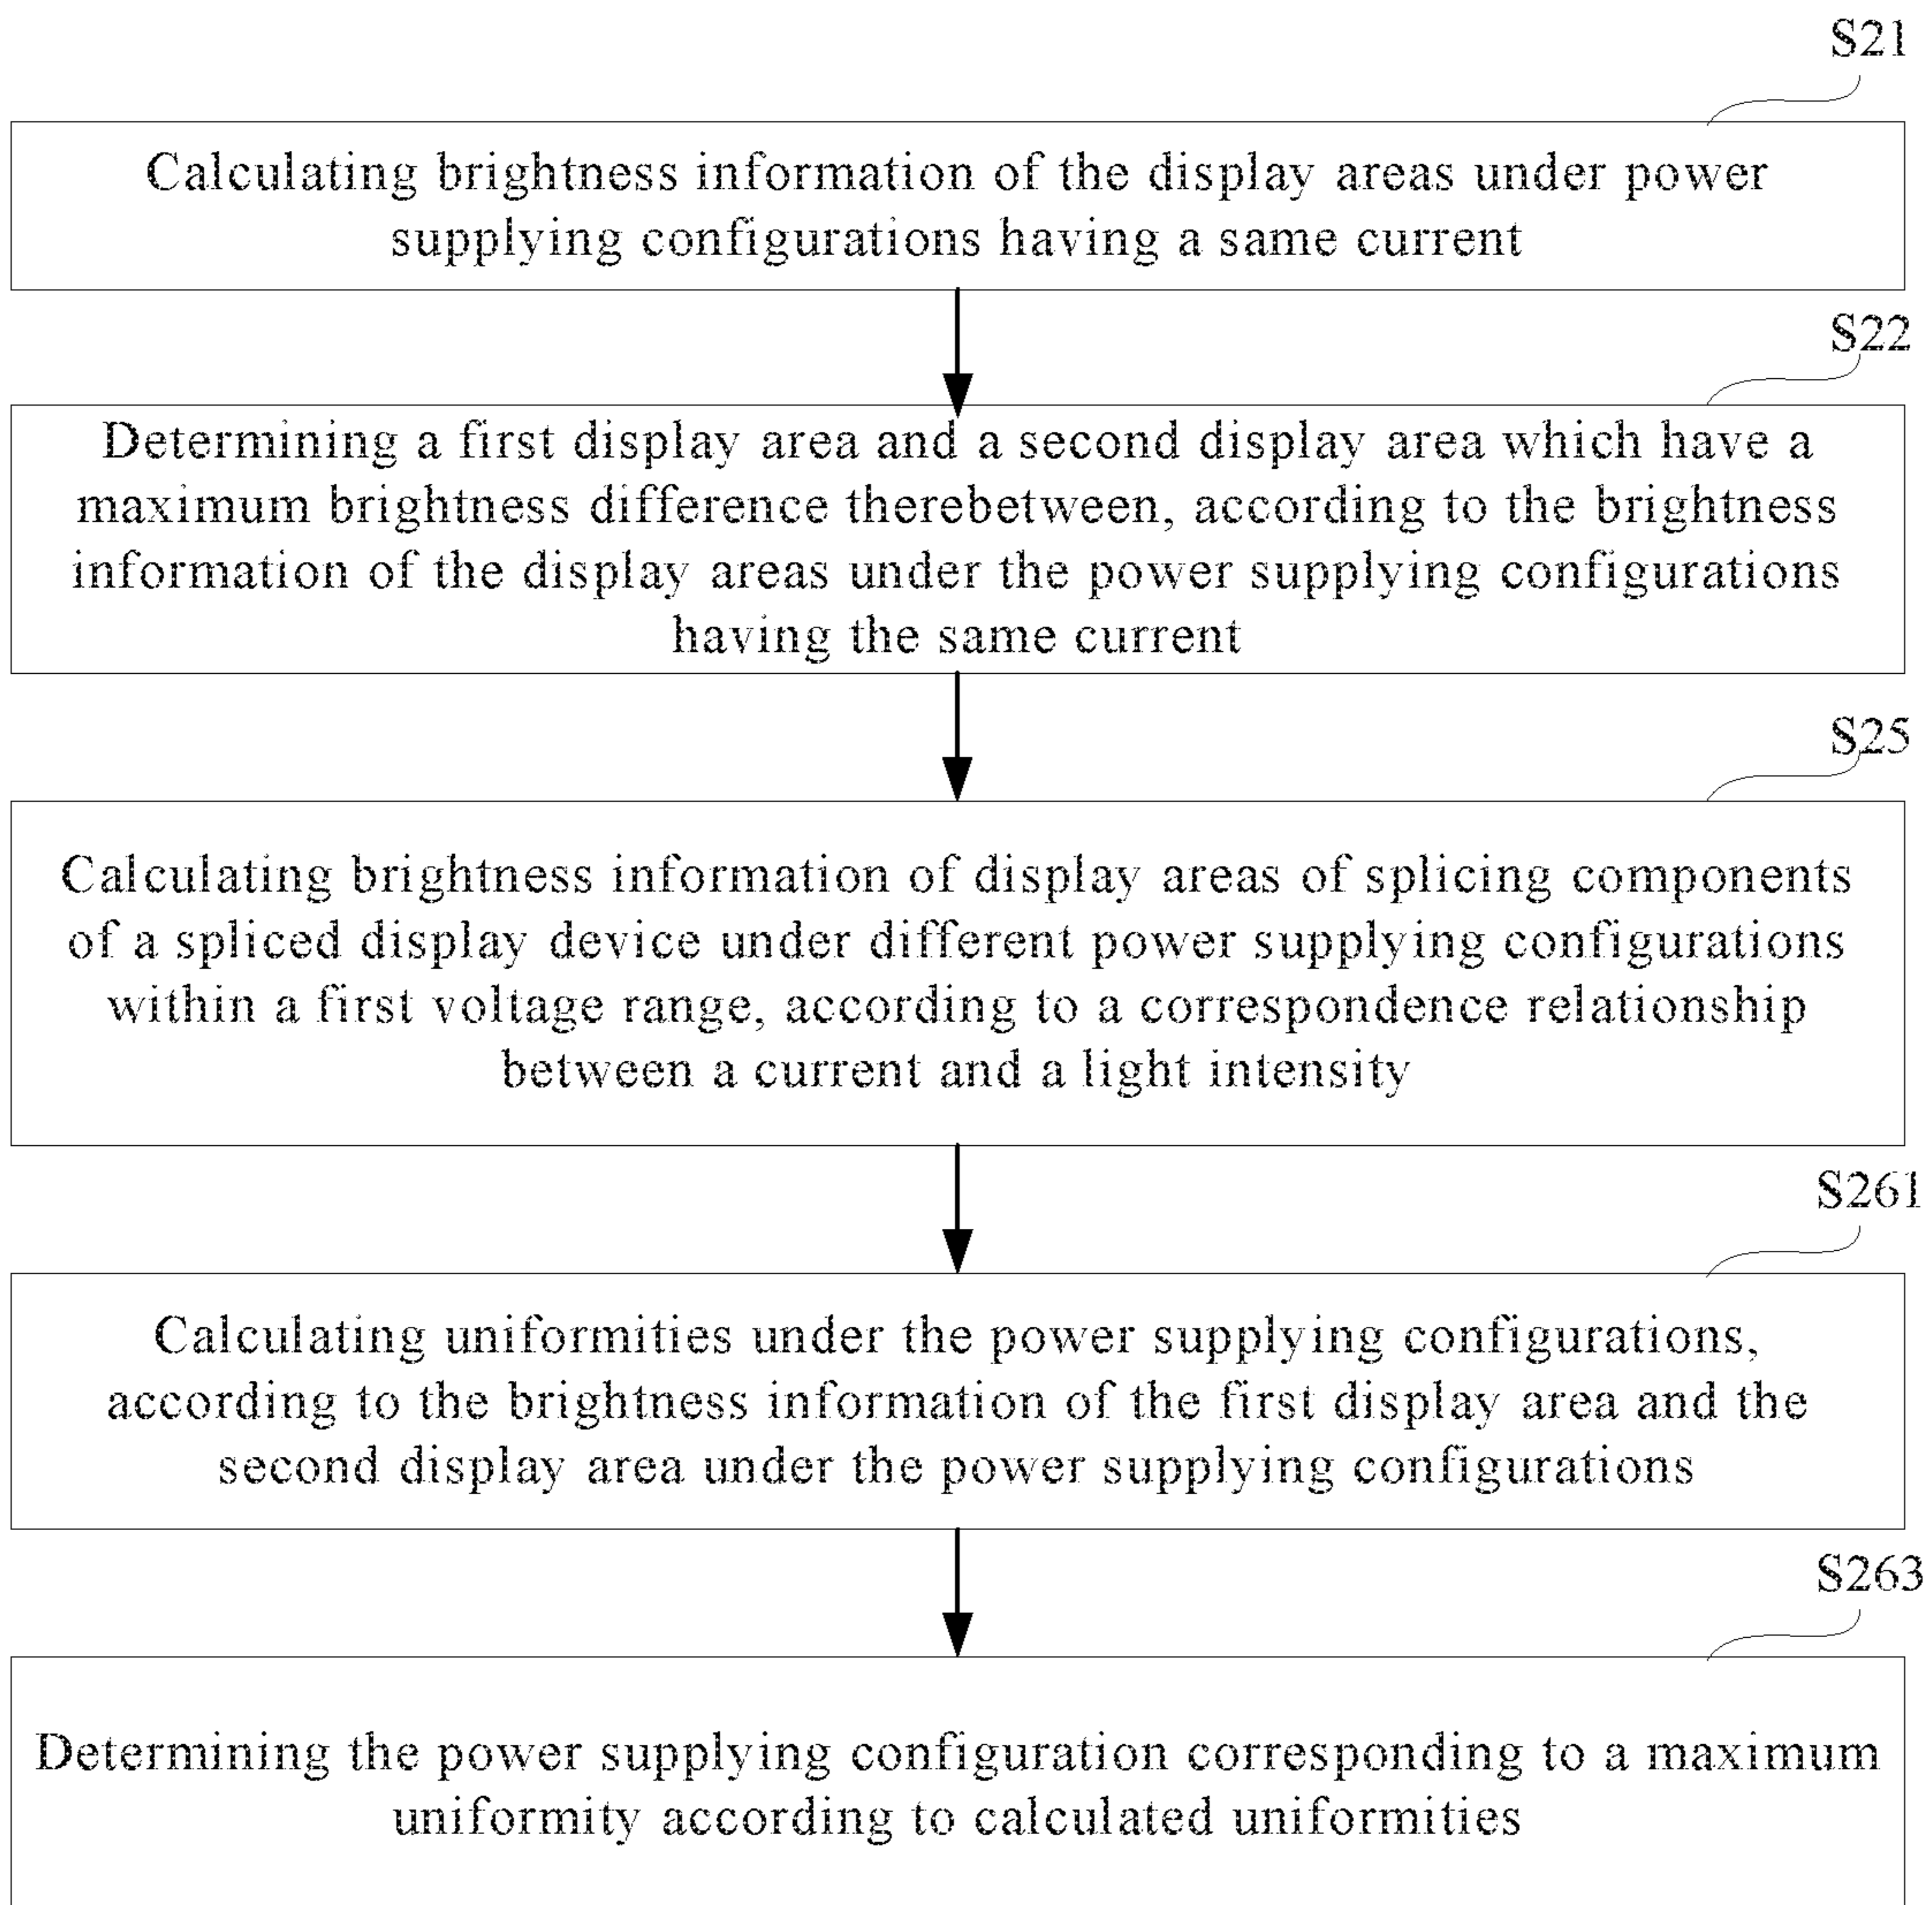 S21
Calculating brightness information of the display areas under power
supplying configurations having a same current
S22
Determining a first display area and a second display area which have a
maximum brightness difference therebetween, according to the brightness
information of the display areas under the power supplying configurations
having the same current
S25
Calculating brightness information of display areas of splicing components
of a spliced display device under different power supplying configurations
within a first voltage range, according to a correspondence relationship
between a current and a light intensity
S261
Calculating uniformities under the power supplying configurations,
according to the brightness information of the first display area and the
second display area under the power supplying configurations
S263
Determining the power supplying configuration corresponding to a maximum
uniformity according to calculated uniformities